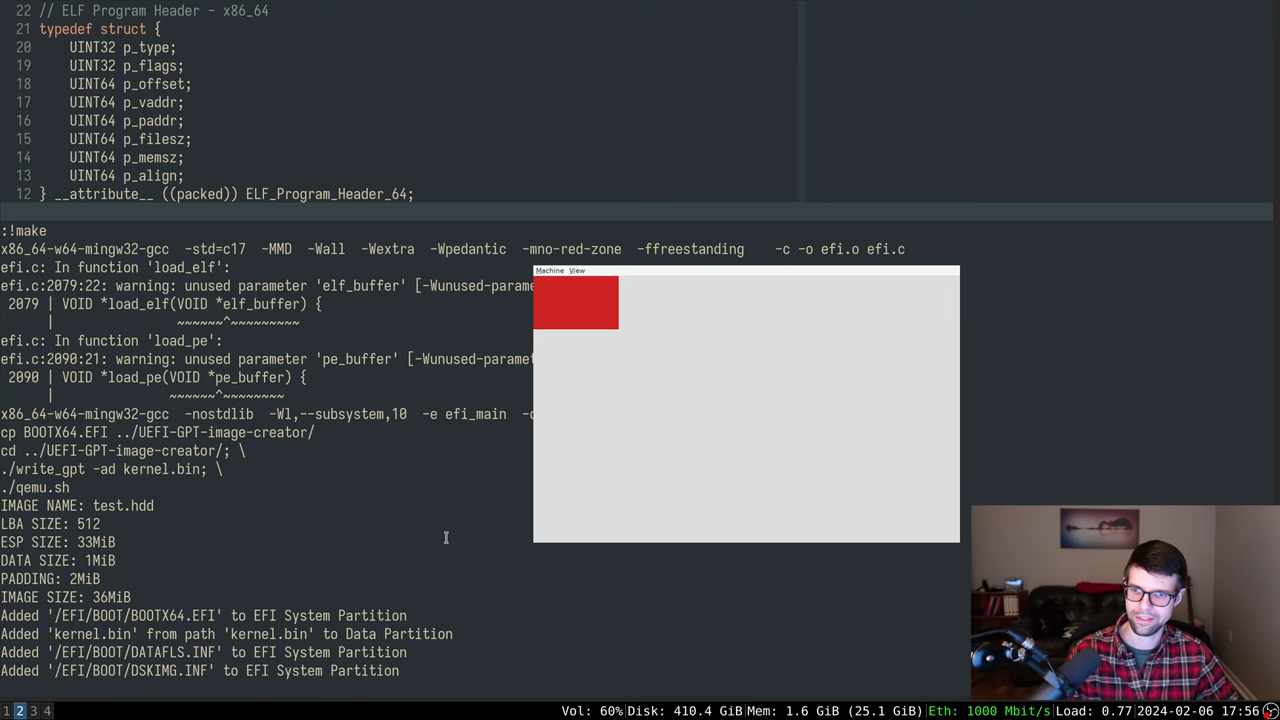 22 // ELF Program Header - x86_64
21 typedef struct {
20     UINT32 p_type;
19     UINT32 p_flags;
18     UINT64 p_offset;
17     UINT64 p_vaddr;
16     UINT64 p_paddr;
15     UINT64 p_filesz;
14     UINT64 p_memsz;
13     UINT64 p_align;
12 } __attribute__ ((packed)) ELF_Program_Header_64;
:!make
x86_64-w64-mingw32-gcc  -std=c17  -MMD  -Wall  -Wextra  -Wpedantic  -mno-red-zone  -ffreestanding    -c -o efi.o efi.c
efi.c: In function 'load_elf':
efi.c:2079:22: warning: unused parameter 'elf_buffer' [-Wunused-parame
 2079 | VOID *load_elf(VOID *elf_buffer) {
      |                ~~~~~~^~~~~~~~~~
efi.c: In function 'load_pe':
efi.c:2090:21: warning: unused parameter 'pe_buffer' [-Wunused-paramet
 2090 | VOID *load_pe(VOID *pe_buffer) {
      |               ~~~~~~^~~~~~~~~
x86_64-w64-mingw32-gcc  -nostdlib  -Wl,--subsystem,10  -e efi_main
cp BOOTX64.EFI ../UEFI-GPT-image-creator/
cd ../UEFI-GPT-image-creator/; \
./write_gpt -ad kernel.bin; \
./qemu.sh
IMAGE NAME: test.hdd
LBA SIZE: 512
ESP SIZE: 33MiB
DATA SIZE: 1MiB
PADDING: 2MiB
IMAGE SIZE: 36MiB
Added '/EFI/BOOT/BOOTX64.EFI' to EFI System Partition
Added 'kernel.bin' from path 'kernel.bin' to Data Partition
Added '/EFI/BOOT/DATAFLS.INF' to EFI System Partition
Added '/EFI/BOOT/DSKIMG.INF' to EFI System Partition
Machine View
1 2 3 4
Vol: 60%|Disk: 410.4 GiB|Mem: 1.6 GiB (25.1 GiB)|Eth: 1000 Mbit/s|Load: 0.77|2024-02-06 17:56